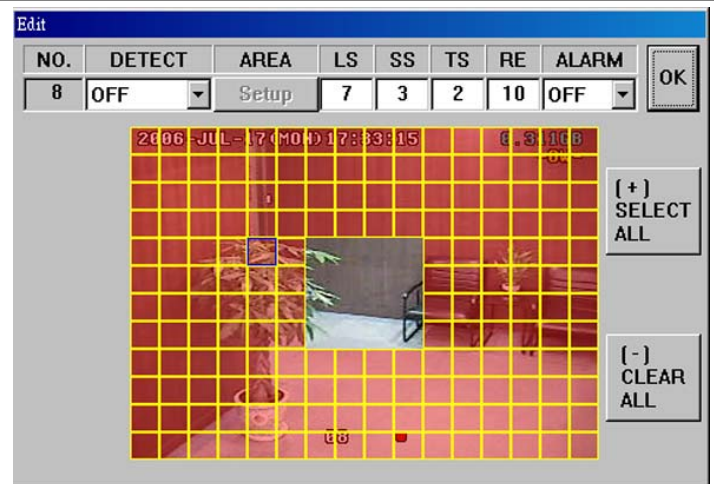 Edit
NO. DETECT AREA LS SS TS RE ALARM
8 OFF Setup 7 3 2 10 OFF
OK
2006-JUL-17(MON)17:33:15
(+)
SELECT
ALL
(-)
CLEAR
ALL
08